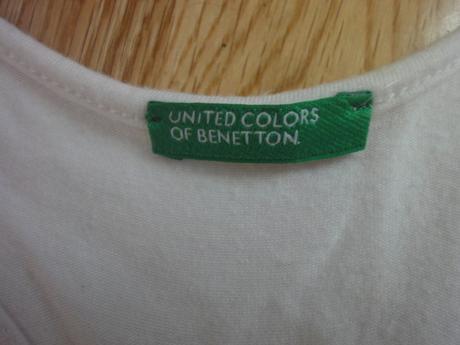 UNITED COLORS
OF BENETTON.